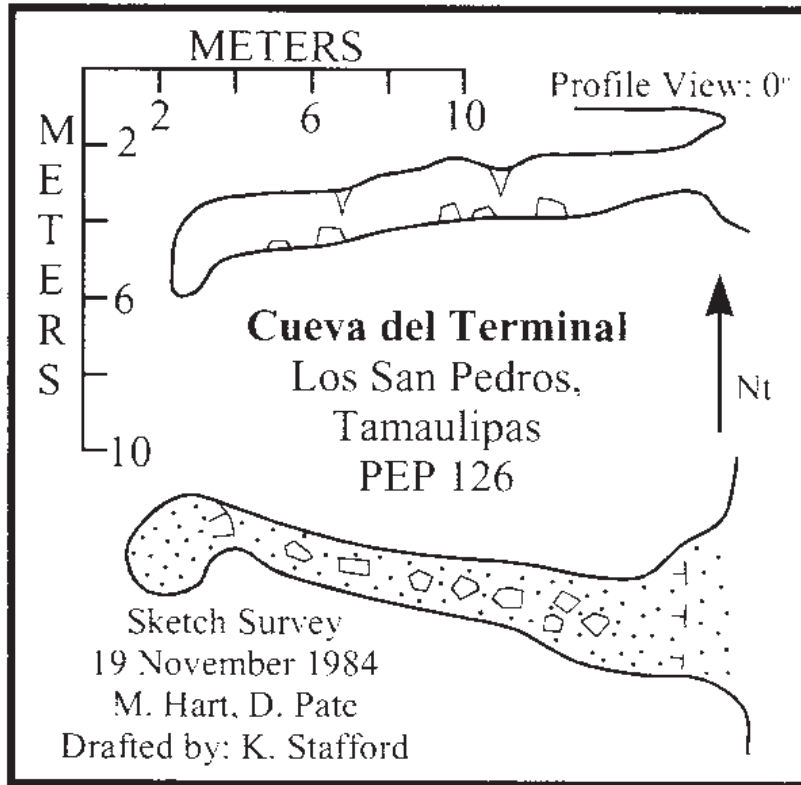 METERS
Profile View: 0°
2 6 10
METERS
2
6
10
Cueva del Terminal
Los San Pedros,
Tamaulipas
PEP 126
Nt
Sketch Survey
19 November 1984
M. Hart, D. Pate
Drafted by: K. Stafford